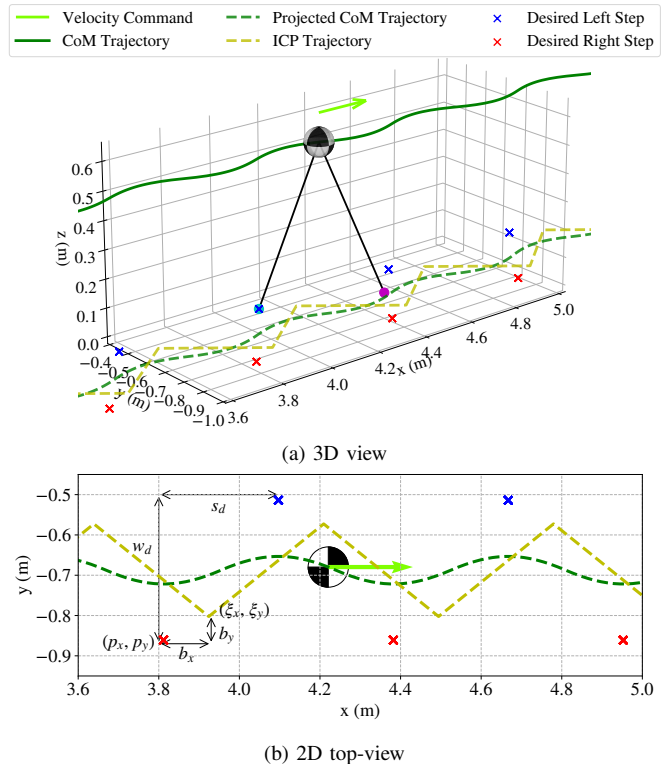 Velocity Command
Projected CoM Trajectory
Desired Left Step
CoM Trajectory
ICP Trajectory
Desired Right Step
0.6
0.5
0.4
0.3
0.2
0.1
0.0
z (m)
−0.4
−0.5
−0.6
−0.7
−0.8
−0.9
−1.0
y (m)
3.6
3.8
4.0
4.2
4.4
4.6
4.8
5.0
x (m)
(a) 3D view
−0.5
−0.6
−0.7
−0.8
−0.9
y (m)
s_d
w_d
(ξ_x, ξ_y)
(p_x, p_y)
b_y
b_x
3.6 3.8 4.0 4.2 4.4 4.6 4.8 5.0
x (m)
(b) 2D top-view